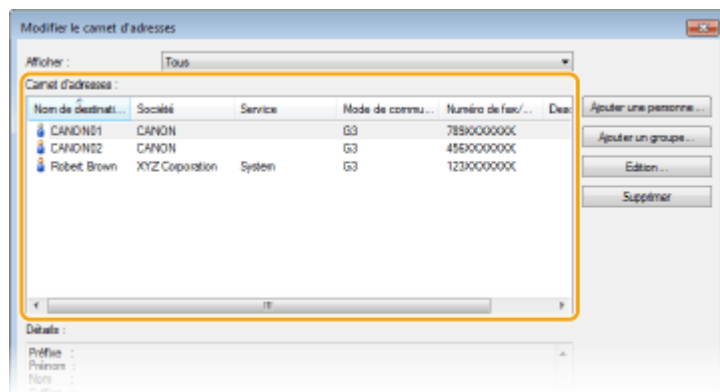 Modifier le carnet d'adresses
Afficher : Tous
Carnet d'adresses :
Nom de destinati... Société Service Mode de commu... Numéro de fax/... Desc
CANON01 CANON G3 789XXXXXXX
CANON02 CANON G3 456XXXXXXX
Robert Brown XYZ Corporation System G3 123XXXXXXX
Ajouter une personne...
Ajouter un groupe...
Edition...
Supprimer
Détails :
Préfixe :
Prénom :
Nom :